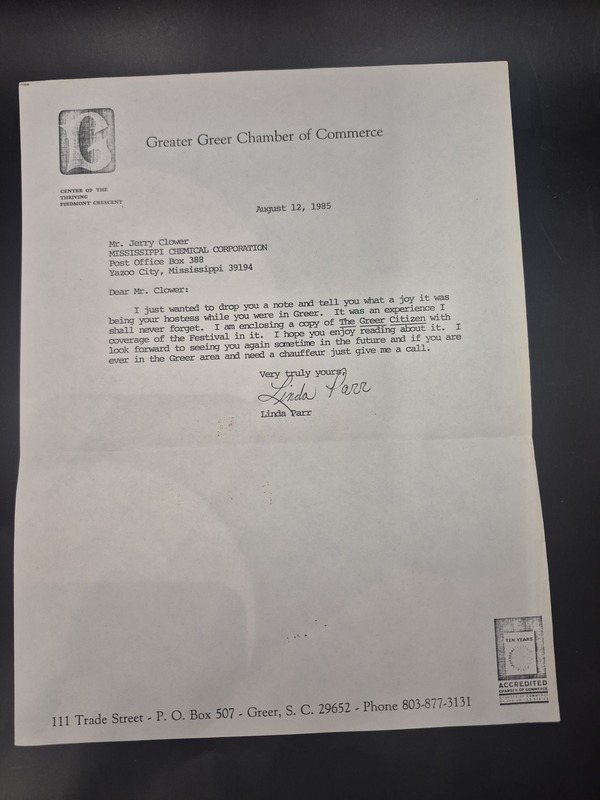 G
Greater Greer Chamber of Commerce
CENTER OF THE
THRIVING
PIEDMONT CRESCENT
August 12, 1985
Mr. Jerry Clower
MISSISSIPPI CHEMICAL CORPORATION
Post Office Box 388
Yazoo City, Mississippi 39194
Dear Mr. Clower:
I just wanted to drop you a note and tell you what a joy it was
being your hostess while you were in Greer. It was an experience I
shall never forget. I am enclosing a copy of The Greer Citizen with
coverage of the Festival in it. I hope you enjoy reading about it. I
look forward to seeing you again sometime in the future and if you are
ever in the Greer area and need a chauffeur just give me a call.
Very truly yours,
Linda Parr
Linda Parr
TEN YEARS
ACCREDITED
CHAMBER OF COMMERCE
111 Trade Street - P. O. Box 507 - Greer, S. C. 29652 - Phone 803-877-3131